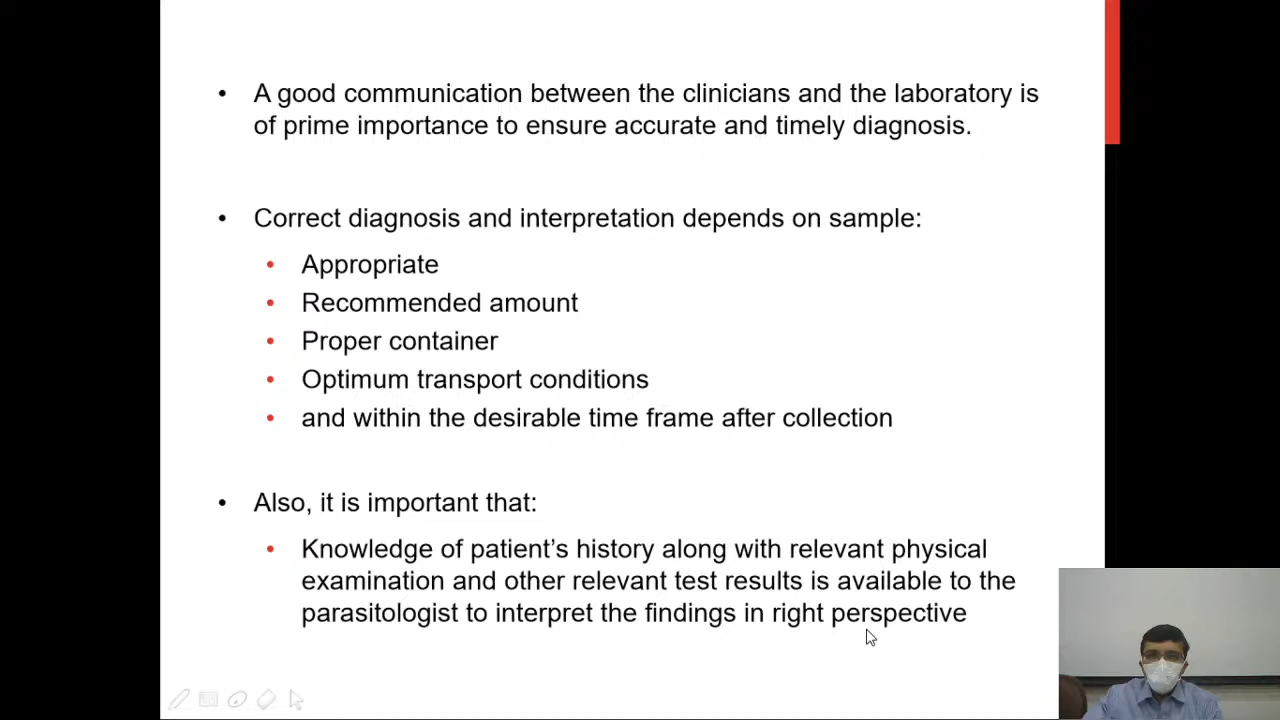 • A good communication between the clinicians and the laboratory is
of prime importance to ensure accurate and timely diagnosis.
• Correct diagnosis and interpretation depends on sample:
• Appropriate
• Recommended amount
• Proper container
• Optimum transport conditions
• and within the desirable time frame after collection
• Also, it is important that:
• Knowledge of patient’s history along with relevant physical
examination and other relevant test results is available to the
parasitologist to interpret the findings in right perspective